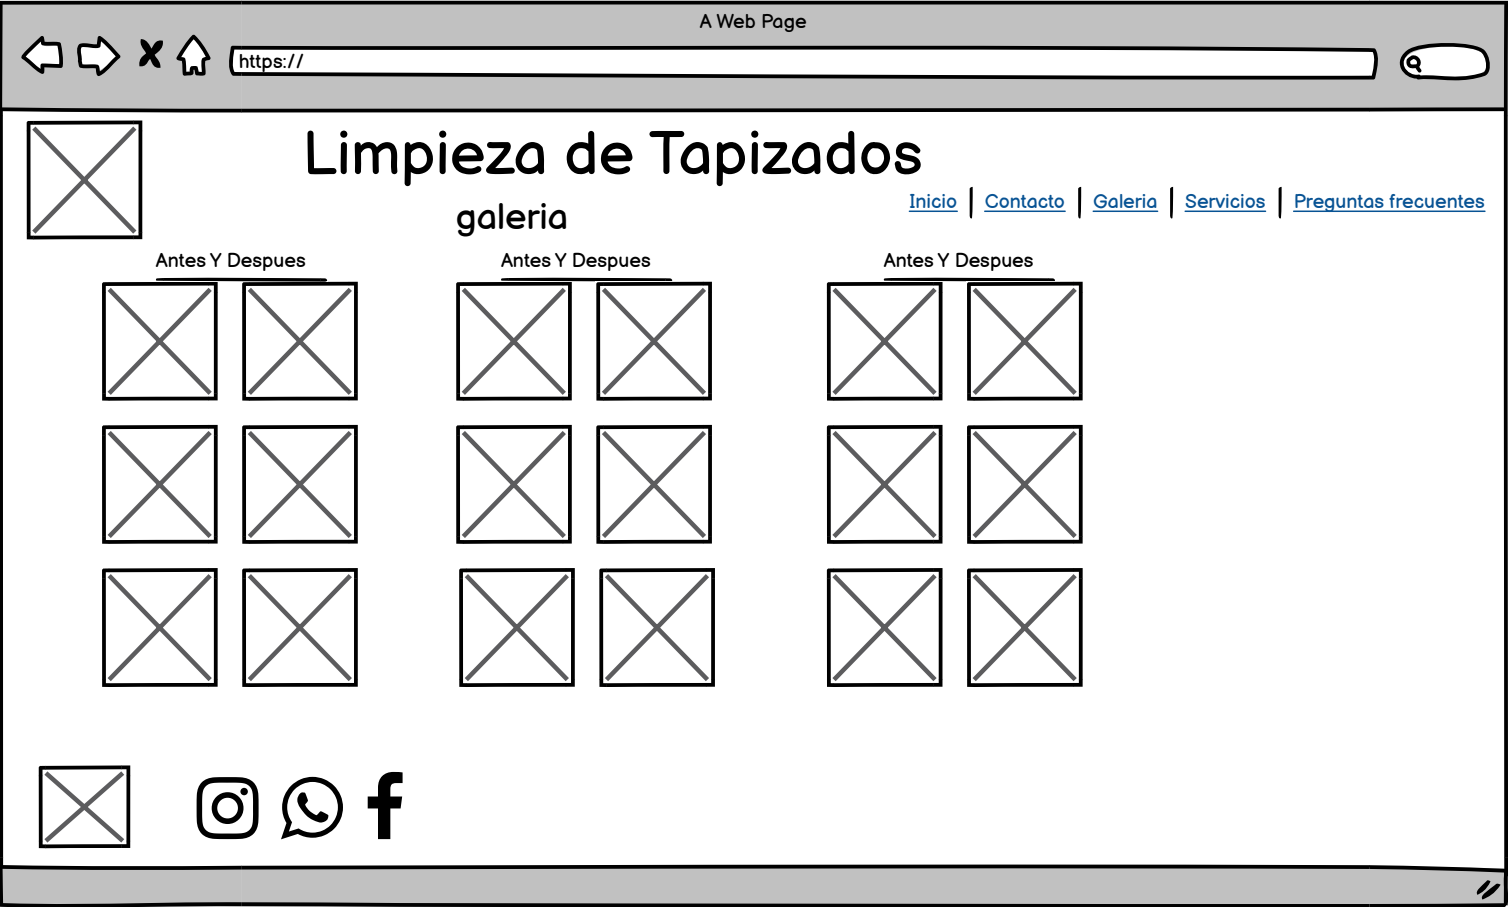 A Web Page
https://
Limpieza de Tapizados
Inicio | Contacto | Galeria | Servicios | Preguntas frecuentes
galeria
Antes Y Despues
Antes Y Despues
Antes Y Despues